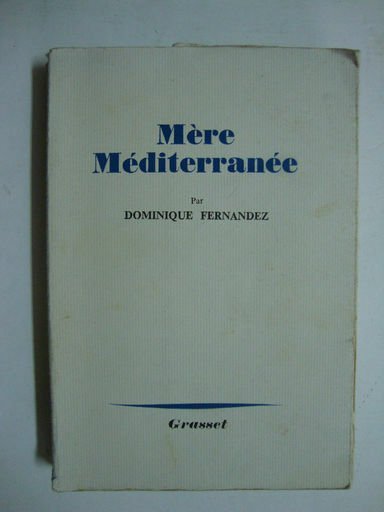 Mère
Méditerranée
Par
DOMINIQUE FERNANDEZ
Grasset